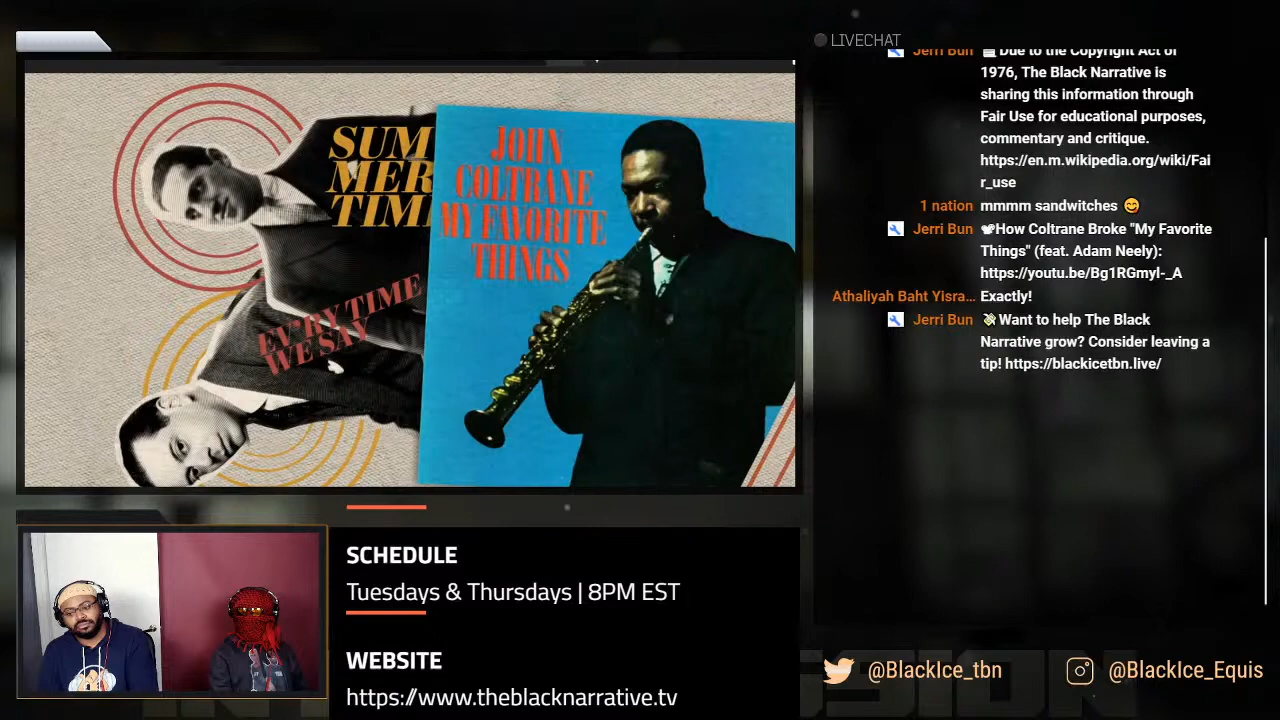 LIVECHAT
SUM
MER
TIM
EV'RY TIME
WE SAY
JOHN
COLTRANE
MY FAVORITE
THINGS
Jerri Bun Due to the Copyright Act of
1976, The Black Narrative is
sharing this information through
Fair Use for educational purposes,
commentary and critique.
https://en.m.wikipedia.org/wiki/Fai
r_use
1 nation mmmm sandwitches 😊
Jerri Bun 📽How Coltrane Broke "My Favorite
Things" (feat. Adam Neely):
https://youtu.be/Bg1RGmyl-_A
Athaliyah Baht Yisra... Exactly!
Jerri Bun 💸Want to help The Black
Narrative grow? Consider leaving a
tip! https://blackicetbn.live/
SCHEDULE
Tuesdays & Thursdays | 8PM EST
WEBSITE
https://www.theblacknarrative.tv
@BlackIce_tbn
@BlackIce_Equis